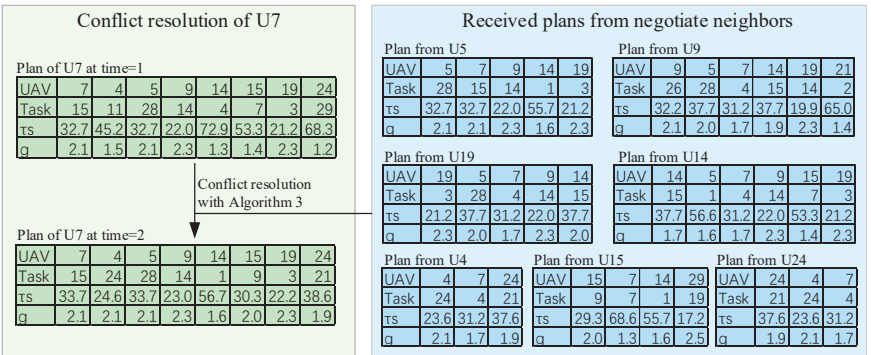 Conflict resolution of U7
Plan of U7 at time=1
UAV 7 4 5 9 14 15 19 24
Task 15 11 28 14 4 7 3 29
τs 32.7 45.2 32.7 22.0 72.9 53.3 21.2 68.3
g 2.1 1.5 2.1 2.3 1.3 1.4 2.3 1.2
Conflict resolution
with Algorithm 3
Plan of U7 at time=2
UAV 7 4 5 9 14 15 19 24
Task 15 24 28 14 1 9 3 21
τs 33.7 24.6 33.7 23.0 56.7 30.3 22.2 38.6
g 2.1 2.1 2.1 2.3 1.6 2.0 2.3 1.9
Received plans from negotiate neighbors
Plan from U5
UAV 5 7 9 14 19
Task 28 15 14 1 3
τs 32.7 32.7 22.0 55.7 21.2
g 2.1 2.1 2.3 1.6 2.3
Plan from U9
UAV 9 5 7 14 19 21
Task 26 28 4 15 14 2
τs 32.2 37.7 31.2 37.7 19.9 65.0
g 2.1 2.0 1.7 1.9 2.3 1.4
Plan from U19
UAV 19 5 7 9 14
Task 3 28 4 14 15
τs 21.2 37.7 31.2 22.0 37.7
g 2.3 2.0 1.7 2.3 2.0
Plan from U14
UAV 14 5 7 9 15 19
Task 15 1 4 14 7 3
τs 37.7 56.6 31.2 22.0 53.3 21.2
g 1.7 1.6 1.7 2.3 1.4 2.3
Plan from U4
UAV 4 7 24
Task 24 4 21
τs 23.6 31.2 37.6
g 2.1 1.7 1.9
Plan from U15
UAV 15 7 14 29
Task 9 7 1 19
τs 29.3 68.6 55.7 17.2
g 2.0 1.3 1.6 2.5
Plan from U24
UAV 24 4 7
Task 21 24 4
τs 37.6 23.6 31.2
g 1.9 2.1 1.7